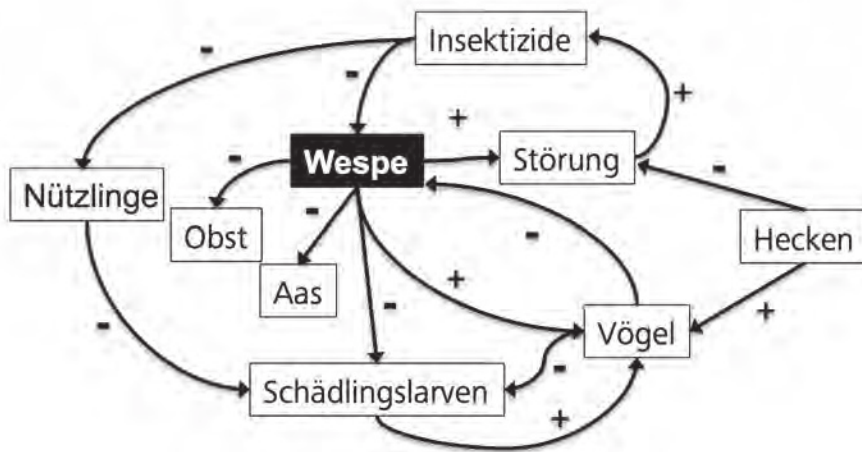 Insektizide
-
-
+
+
-
Wespe
Störung
-
Nützlinge
Obst
-
-
Hecken
Aas
+
-
+
Vögel
-
-
Schädlingslarven
+